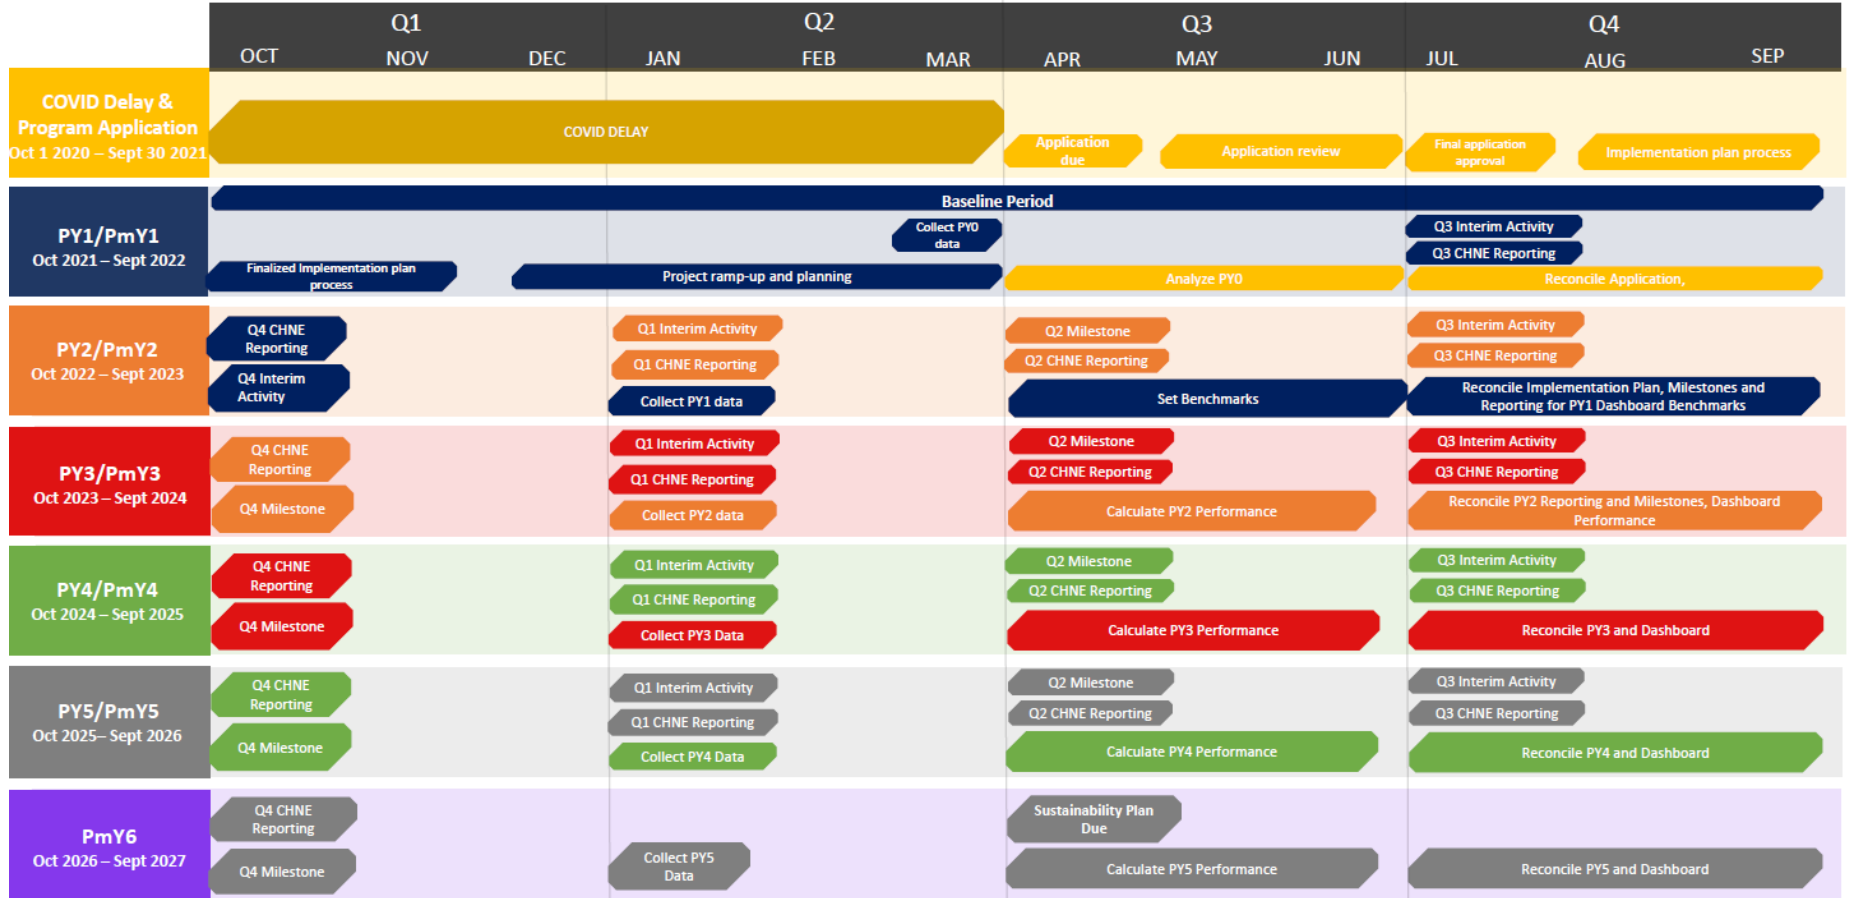 Q1
Q2
Q3
Q4
OCT
NOV
DEC
JAN
FEB
MAR
APR
MAY
JUN
JUL
AUG
SEP
COVID Delay &
Program Application
Oct 1 2020 – Sept 30 2021
COVID DELAY
Application
due
Application review
Final application
approval
Implementation plan process
PY1/PmY1
Oct 2021 – Sept 2022
Baseline Period
Collect PY0
data
Q3 Interim Activity
Q3 CHNE Reporting
Finalized Implementation plan
process
Project ramp-up and planning
Analyze PY0
Reconcile Application,
PY2/PmY2
Oct 2022 – Sept 2023
Q4 CHNE
Reporting
Q4 Interim
Activity
Q1 Interim Activity
Q1 CHNE Reporting
Collect PY1 data
Q2 Milestone
Q2 CHNE Reporting
Set Benchmarks
Q3 Interim Activity
Q3 CHNE Reporting
Reconcile Implementation Plan, Milestones and
Reporting for PY1 Dashboard Benchmarks
PY3/PmY3
Oct 2023 – Sept 2024
Q4 CHNE
Reporting
Q4 Milestone
Q1 Interim Activity
Q1 CHNE Reporting
Collect PY2 data
Q2 Milestone
Q2 CHNE Reporting
Calculate PY2 Performance
Q3 Interim Activity
Q3 CHNE Reporting
Reconcile PY2 Reporting and Milestones, Dashboard
Performance
PY4/PmY4
Oct 2024 – Sept 2025
Q4 CHNE
Reporting
Q4 Milestone
Q1 Interim Activity
Q1 CHNE Reporting
Collect PY3 Data
Q2 Milestone
Q2 CHNE Reporting
Calculate PY3 Performance
Q3 Interim Activity
Q3 CHNE Reporting
Reconcile PY3 and Dashboard
PY5/PmY5
Oct 2025– Sept 2026
Q4 CHNE
Reporting
Q4 Milestone
Q1 Interim Activity
Q1 CHNE Reporting
Collect PY4 Data
Q2 Milestone
Q2 CHNE Reporting
Calculate PY4 Performance
Q3 Interim Activity
Q3 CHNE Reporting
Reconcile PY4 and Dashboard
PmY6
Oct 2026 – Sept 2027
Q4 CHNE
Reporting
Q4 Milestone
Collect PY5
Data
Sustainability Plan
Due
Calculate PY5 Performance
Reconcile PY5 and Dashboard